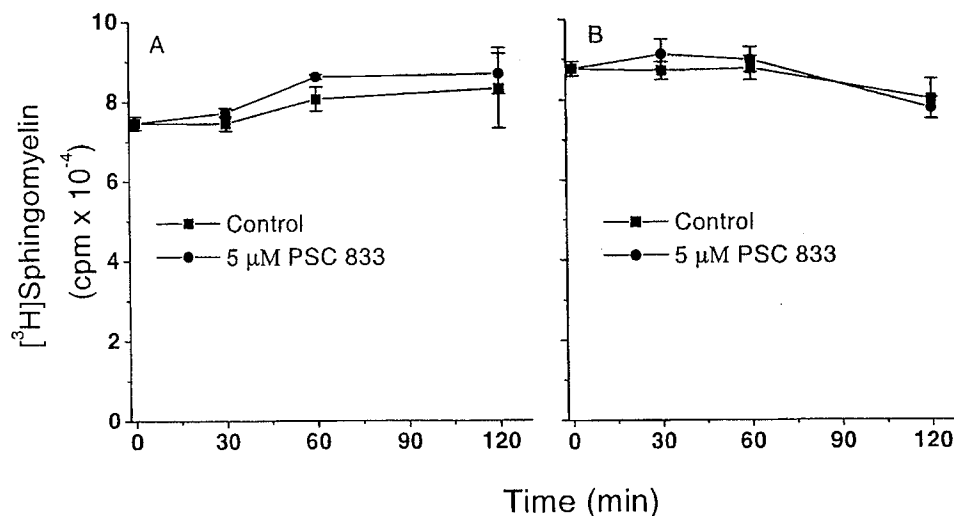 A
B
10
8
6
4
2
0
[³H]Sphingomyelin
(cpm x 10⁻⁴)
Control
5 μM PSC 833
Control
5 μM PSC 833
0 30 60 90 120
0 30 60 90 120
Time (min)